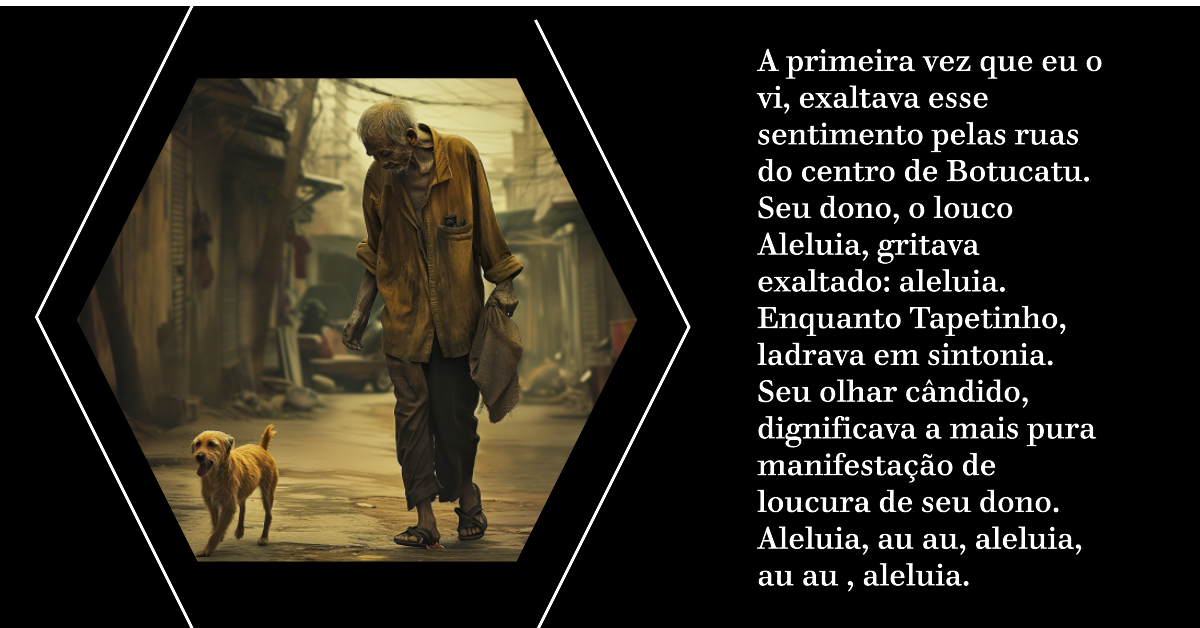 A primeira vez que eu o
vi, exaltava esse
sentimento pelas ruas
do centro de Botucatu.
Seu dono, o louco
Aleluia, gritava
exaltado: aleluia.
Enquanto Tapetinho,
ladrava em sintonia.
Seu olhar cândido,
dignificava a mais pura
manifestação de
loucura de seu dono.
Aleluia, au au, aleluia,
au au , aleluia.